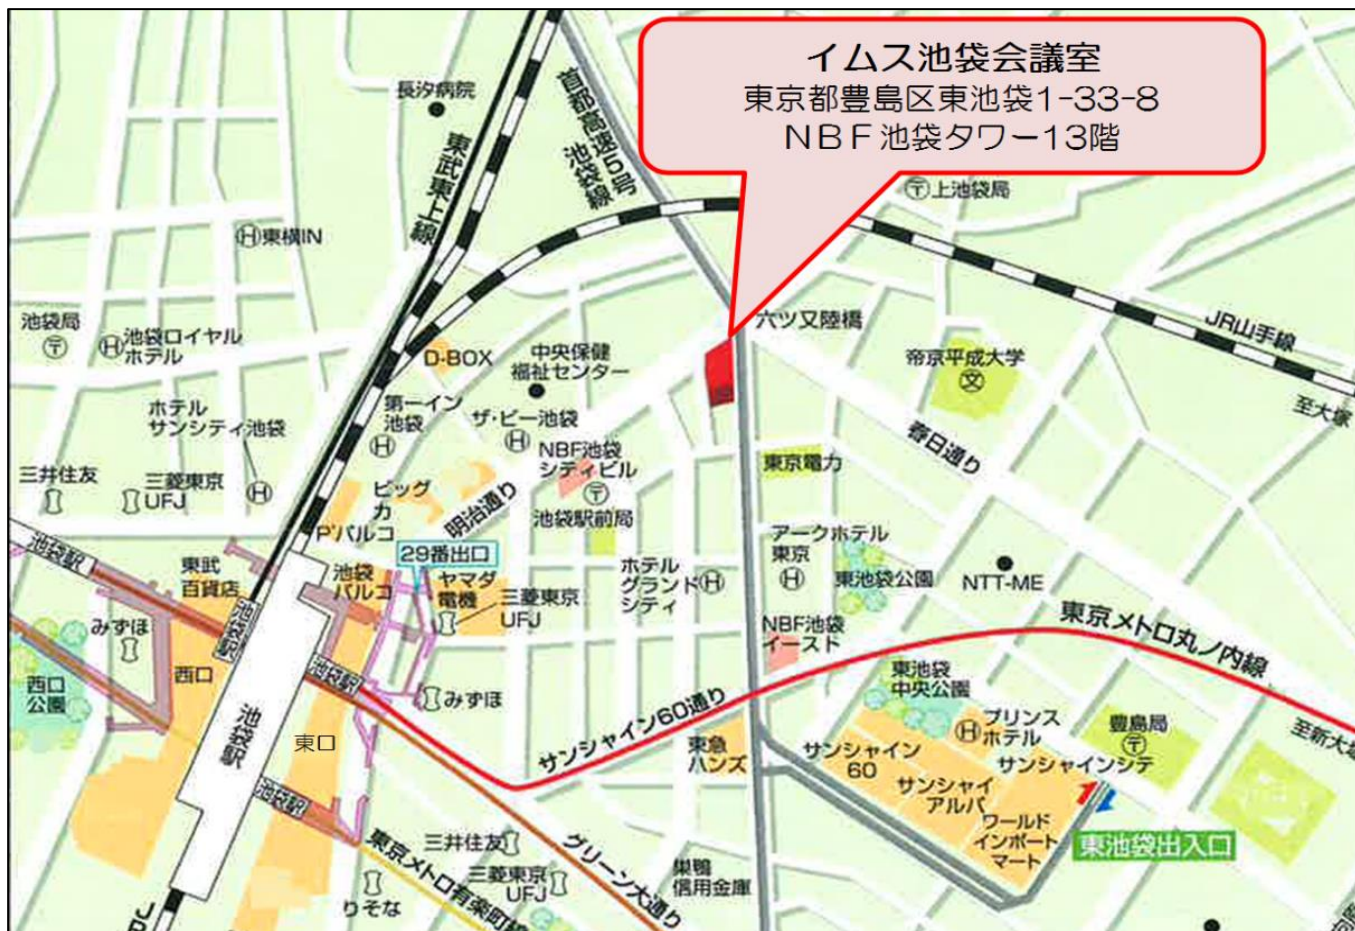 イムス池袋会議室
東京都豊島区東池袋1-33-8
NBF池袋タワー13階
長汐病院
東武東上線
首都高速5号
池袋線
〒上池袋局
Ⓗ東横IN
池袋局
〒
Ⓗ池袋ロイヤル
ホテル
六ツ又陸橋
JR山手線
至大塚
D-BOX
中央保健
福祉センター
帝京平成大学
文
ホテル
サンシティ池袋
Ⓗ
第一イン
池袋
Ⓗ
ザ・ビー池袋
Ⓗ
NBF池袋
シティビル
〒
池袋駅前局
春日通り
東京電力
三井住友
三菱東京
UFJ
ビッグ
カ
P'パルコ
明治通り
29番出口
池袋駅
東武
百貨店
池袋
パルコ
ヤマダ
電機
三菱東京
UFJ
ホテル
グランドⒽ
シティ
アークホテル
東京
Ⓗ
東池袋公園
NTT-ME
東京メトロ丸ノ内線
みずほ
池袋駅
西口
西口
公園
池袋駅
みずほ
NBF池袋
イースト
池袋駅
東口
サンシャイン60通り
東池袋
中央公園
Ⓗプリンス
ホテル
豊島局
〒
至新大塚
東急
ハンズ
サンシャイン
60
サンシャインシテ
サンシャイ
アルパ
ワールド
インポート
マート
東池袋出入口
池袋駅
東京メトロ有楽町線
三井住友
三菱東京
UFJ
グリーン大通り
巣鴨
信用金庫
りそな